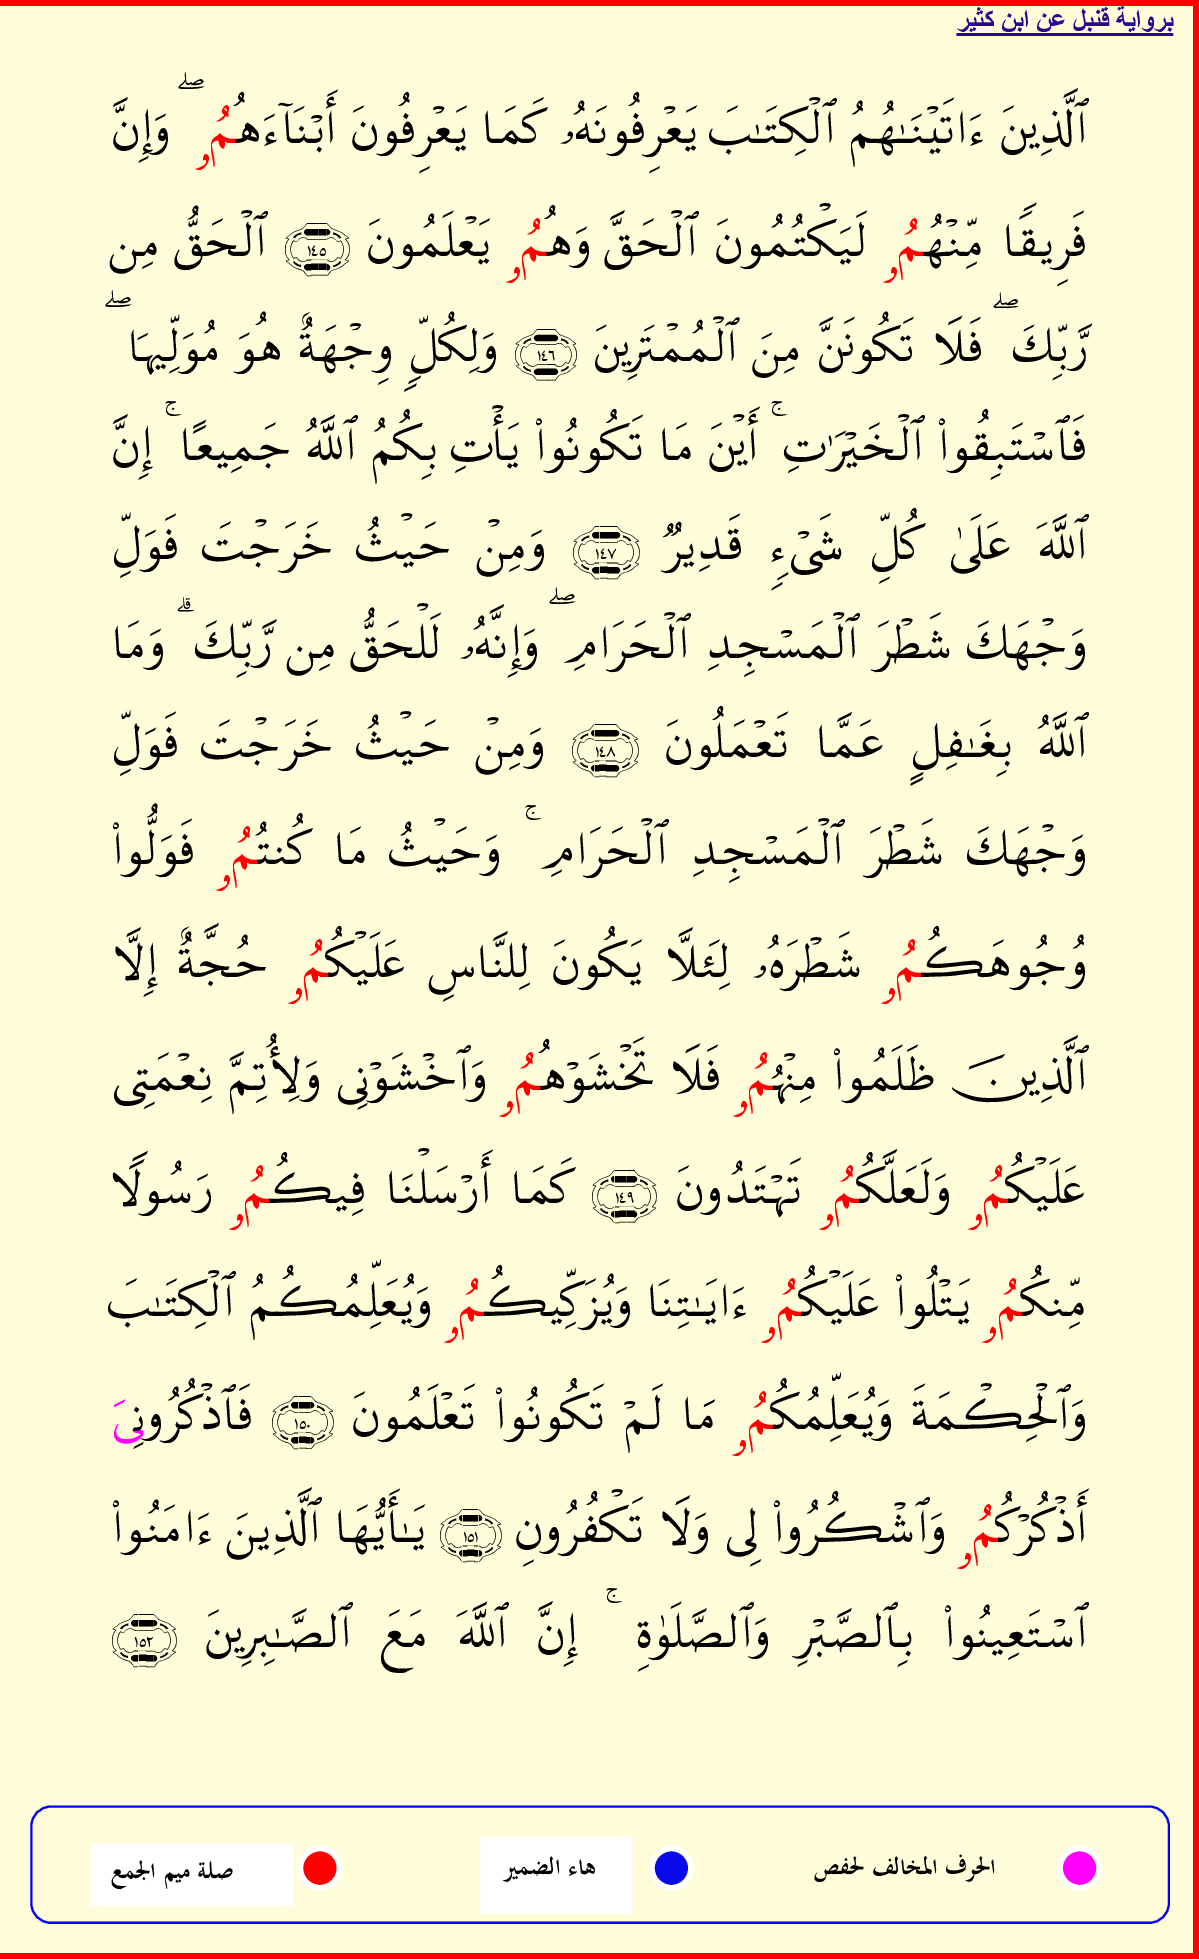 برواية قنبل عن ابن كثير
ٱلَّذِينَ ءَاتَيْنَـٰهُمُ ٱلْكِتَـٰبَ يَعْرِفُونَهُۥ كَمَا يَعْرِفُونَ أَبْنَآءَهُمُۥ ۖ وَإِنَّ
فَرِيقًا مِّنْهُمُۥ لَيَكْتُمُونَ ٱلْحَقَّ وَهُمُۥ يَعْلَمُونَ ١٤٥ ٱلْحَقُّ مِن
رَّبِّكَ ۖ فَلَا تَكُونَنَّ مِنَ ٱلْمُمْتَرِينَ ١٤٦ وَلِكُلٍّ وِجْهَةٌ هُوَ مُوَلِّيهَا ۖ
فَٱسْتَبِقُوا۟ ٱلْخَيْرَٰتِ ۚ أَيْنَ مَا تَكُونُوا۟ يَأْتِ بِكُمُ ٱللَّهُ جَمِيعًا ۚ إِنَّ
ٱللَّهَ عَلَىٰ كُلِّ شَىْءٍ قَدِيرٌ ١٤٧ وَمِنْ حَيْثُ خَرَجْتَ فَوَلِّ
وَجْهَكَ شَطْرَ ٱلْمَسْجِدِ ٱلْحَرَامِ ۖ وَإِنَّهُۥ لَلْحَقُّ مِن رَّبِّكَ ۗ وَمَا
ٱللَّهُ بِغَـٰفِلٍ عَمَّا تَعْمَلُونَ ١٤٨ وَمِنْ حَيْثُ خَرَجْتَ فَوَلِّ
وَجْهَكَ شَطْرَ ٱلْمَسْجِدِ ٱلْحَرَامِ ۚ وَحَيْثُ مَا كُنتُمُۥ فَوَلُّوا۟
وُجُوهَكُمُۥ شَطْرَهُۥ لِئَلَّا يَكُونَ لِلنَّاسِ عَلَيْكُمُۥ حُجَّةٌ إِلَّا
ٱلَّذِينَ ظَلَمُوا۟ مِنْهُمُۥ فَلَا تَخْشَوْهُمُۥ وَٱخْشَوْنِى وَلِأُتِمَّ نِعْمَتِى
عَلَيْكُمُۥ وَلَعَلَّكُمُۥ تَهْتَدُونَ ١٤٩ كَمَا أَرْسَلْنَا فِيكُمُۥ رَسُولًا
مِّنكُمُۥ يَتْلُوا۟ عَلَيْكُمُۥ ءَايَـٰتِنَا وَيُزَكِّيكُمُۥ وَيُعَلِّمُكُمُ ٱلْكِتَـٰبَ
وَٱلْحِكْمَةَ وَيُعَلِّمُكُمُۥ مَا لَمْ تَكُونُوا۟ تَعْلَمُونَ ١٥٠ فَٱذْكُرُونِىَ
أَذْكُرْكُمُۥ وَٱشْكُرُوا۟ لِى وَلَا تَكْفُرُونِ ١٥١ يَـٰأَيُّهَا ٱلَّذِينَ ءَامَنُوا۟
ٱسْتَعِينُوا۟ بِٱلصَّبْرِ وَٱلصَّلَوٰةِ ۚ إِنَّ ٱللَّهَ مَعَ ٱلصَّـٰبِرِينَ ١٥٢
الحرف المخالف لحفص هاء الضمير صلة ميم الجمع